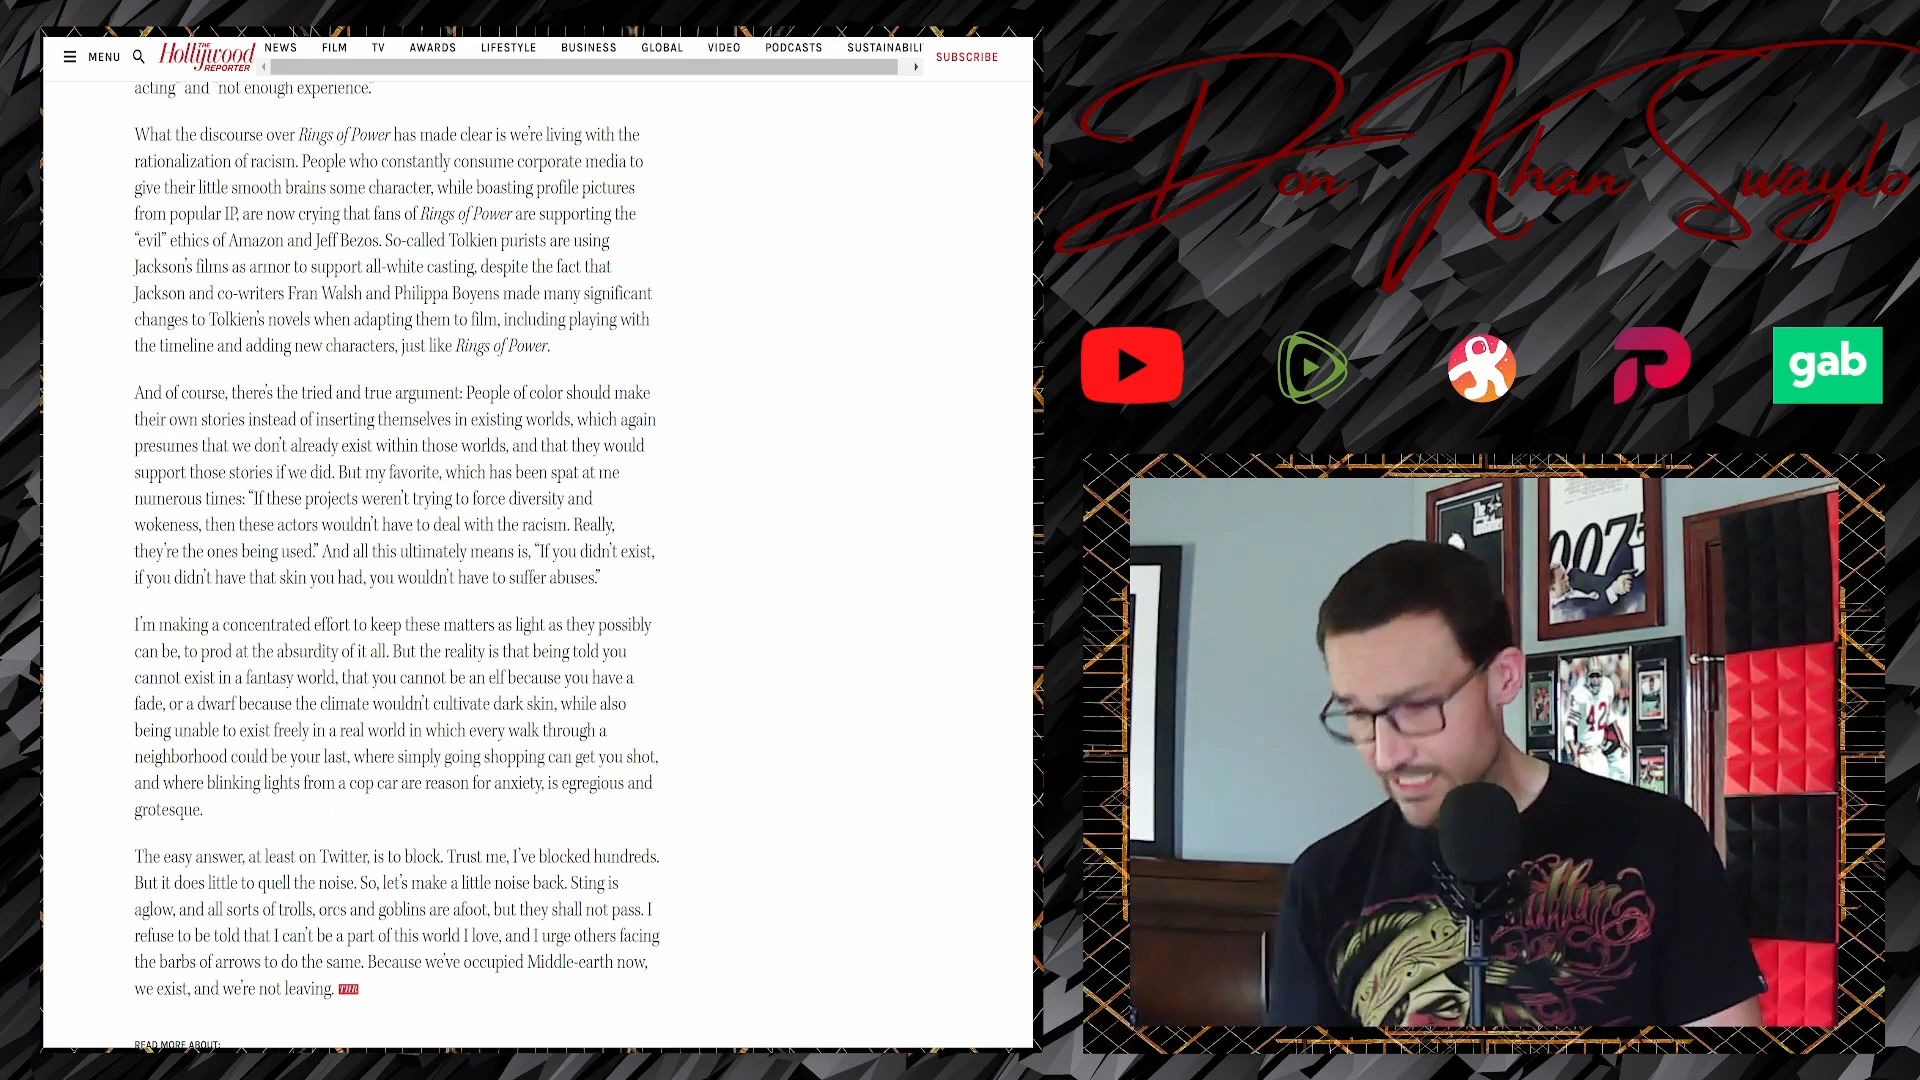 MENU
THE
Hollywood
REPORTER
NEWS FILM TV AWARDS LIFESTYLE BUSINESS GLOBAL VIDEO PODCASTS SUSTAINABILI
SUBSCRIBE
acting” and “not enough experience.”
What the discourse over Rings of Power has made clear is we’re living with the
rationalization of racism. People who constantly consume corporate media to
give their little smooth brains some character, while boasting profile pictures
from popular IP, are now crying that fans of Rings of Power are supporting the
“evil” ethics of Amazon and Jeff Bezos. So-called Tolkien purists are using
Jackson’s films as armor to support all-white casting, despite the fact that
Jackson and co-writers Fran Walsh and Philippa Boyens made many significant
changes to Tolkien’s novels when adapting them to film, including playing with
the timeline and adding new characters, just like Rings of Power.
And of course, there’s the tried and true argument: People of color should make
their own stories instead of inserting themselves in existing worlds, which again
presumes that we don’t already exist within those worlds, and that they would
support those stories if we did. But my favorite, which has been spat at me
numerous times: “If these projects weren’t trying to force diversity and
wokeness, then these actors wouldn’t have to deal with the racism. Really,
they’re the ones being used.” And all this ultimately means is, “If you didn’t exist,
if you didn’t have that skin you had, you wouldn’t have to suffer abuses.”
I’m making a concentrated effort to keep these matters as light as they possibly
can be, to prod at the absurdity of it all. But the reality is that being told you
cannot exist in a fantasy world, that you cannot be an elf because you have a
fade, or a dwarf because the climate wouldn’t cultivate dark skin, while also
being unable to exist freely in a real world in which every walk through a
neighborhood could be your last, where simply going shopping can get you shot,
and where blinking lights from a cop car are reason for anxiety, is egregious and
grotesque.
The easy answer, at least on Twitter, is to block. Trust me, I’ve blocked hundreds.
But it does little to quell the noise. So, let’s make a little noise back. Sting is
aglow, and all sorts of trolls, orcs and goblins are afoot, but they shall not pass. I
refuse to be told that I can’t be a part of this world I love, and I urge others facing
the barbs of arrows to do the same. Because we’ve occupied Middle-earth now,
we exist, and we’re not leaving. THR
READ MORE ABOUT:
Don Khan Swaylo
gab
007
42